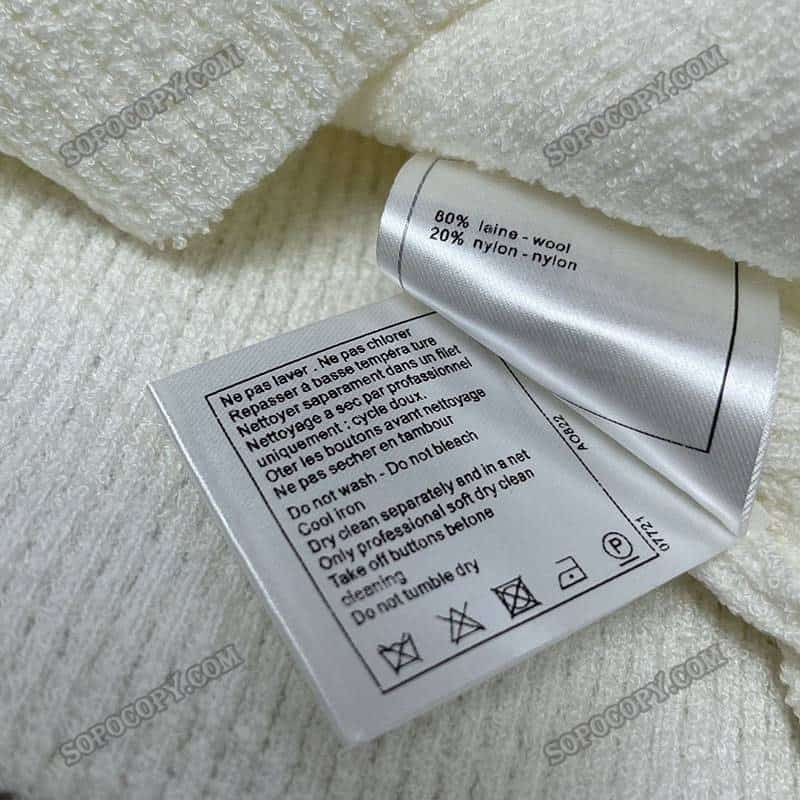 SOPOCOPY.COM
SOPOCOPY.COM
80% laine - wool
20% nylon - nylon
Ne pas laver . Ne pas chlorer
Repasser à basse tempéra ture
Nettoyer saparament dans un filet
Nettoyage a sec par professionnel
uniquement : cycle doux.
Oter les boutons avant nettoyage
Ne pas secher en tambour
Do not wash - Do not bleach
Cool iron
Dry clean separately and in a net
Only professional soft dry clean
Take off buttons betone
cleaning
Do not tumble dry
P
A0822
07721
SOPOCOPY.COM
SOPOCOPY.COM